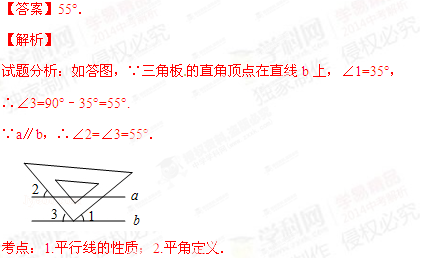 【答案】55°.
【解析】
试题分析：如答图，∵三角板的直角顶点在直线 b 上，∠1=35°，
∴∠3=90°﹣35°=55°.
∵a∥b，∴∠2=∠3=55°.
2
a
3
1
b
考点：1.平行线的性质；2.平角定义.